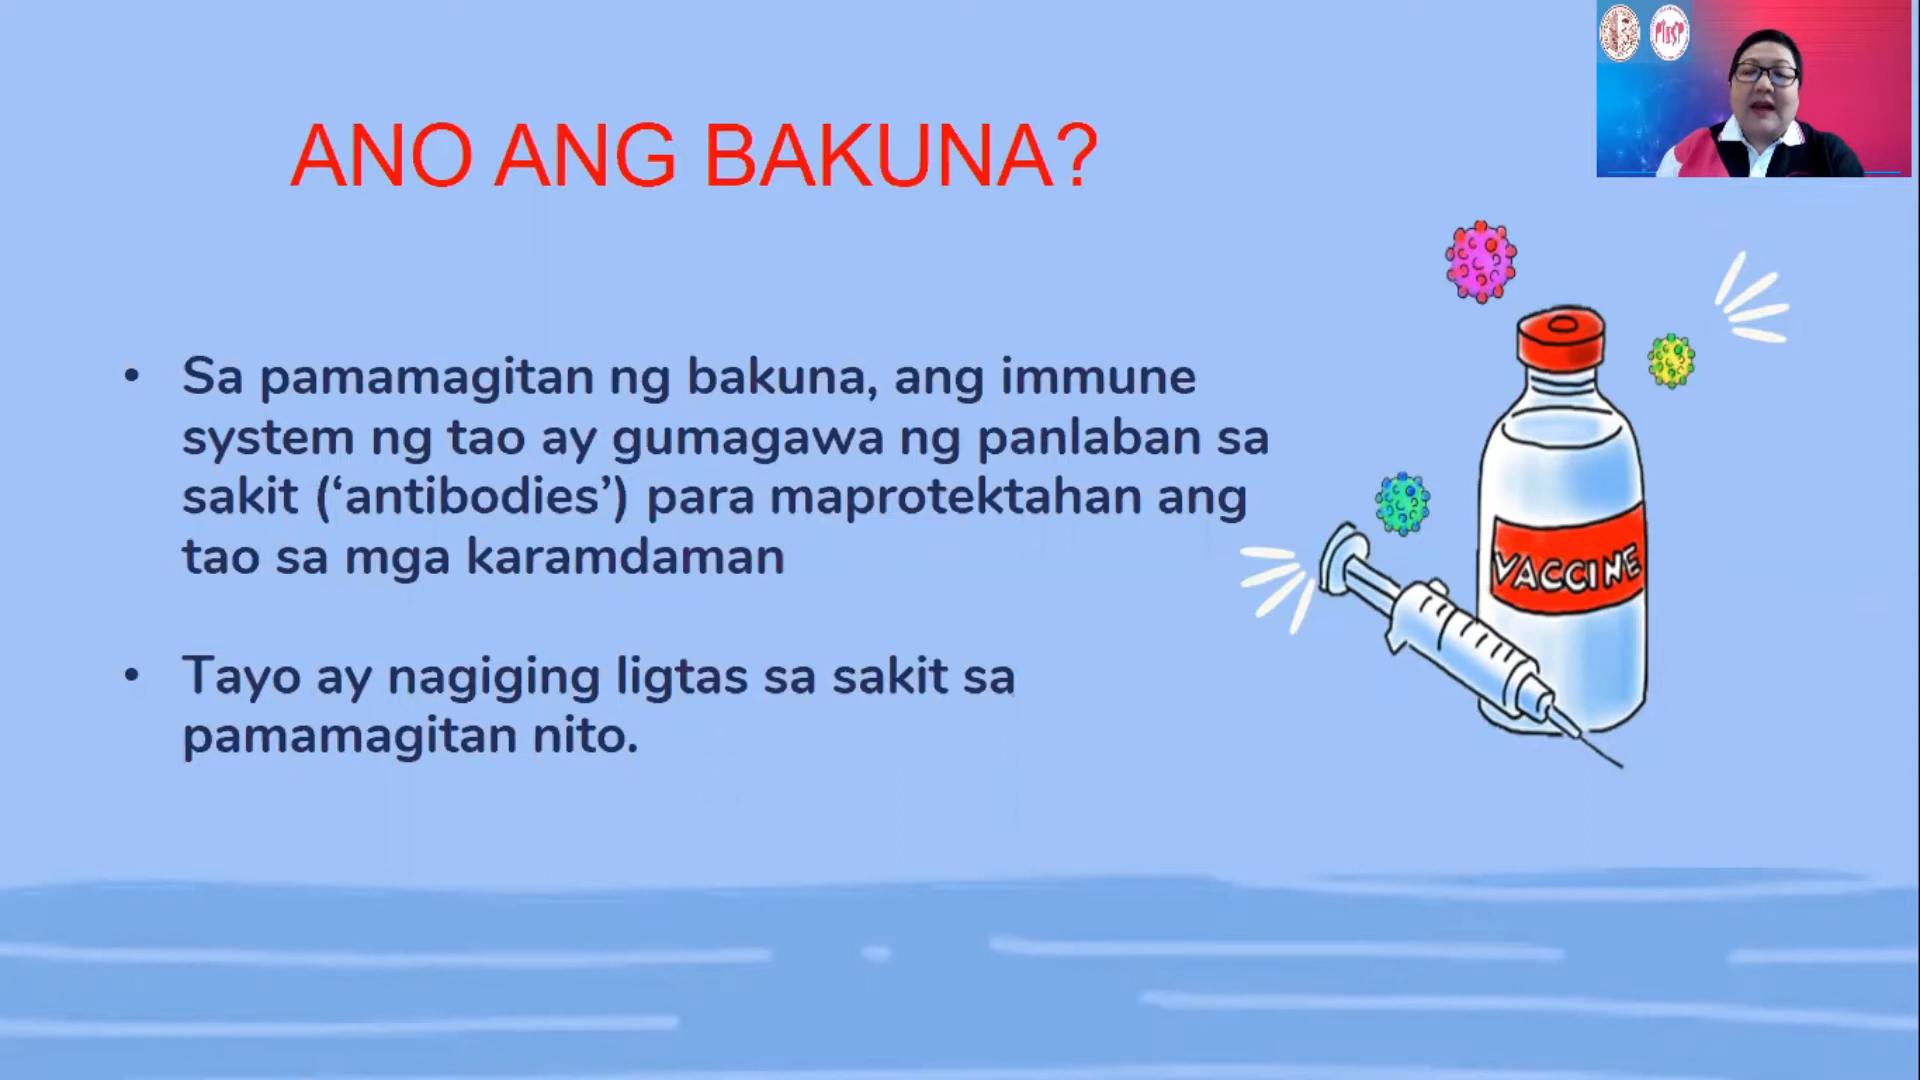 ANO ANG BAKUNA?
• Sa pamamagitan ng bakuna, ang immune
system ng tao ay gumagawa ng panlaban sa
sakit (‘antibodies’) para maprotektahan ang
tao sa mga karamdaman
• Tayo ay nagiging ligtas sa sakit sa
pamamagitan nito.
VACCINE